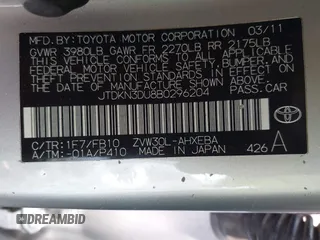 MFD.BY:TOYOTA MOTOR CORPORATION 03/11
GVWR 3980LB GAWR FR 2270LB RR 2175LB
THIS VEHICLE CONFORMS TO ALL APPLICABLE
FEDERAL MOTOR VEHICLE SAFETY, BUMPER, AND
THEFT PREVENTION STANDARDS IN EFFECT ON
THE DATE OF MANUFACTURE SHOWN ABOVE.
JTDKN3DU8B0296204 PASS.CAR
C/TR:1F7/FB10 ZVW30L-AHXEBA
A/TM:-01A/P410 MADE IN JAPAN 426 A
DREAMBID